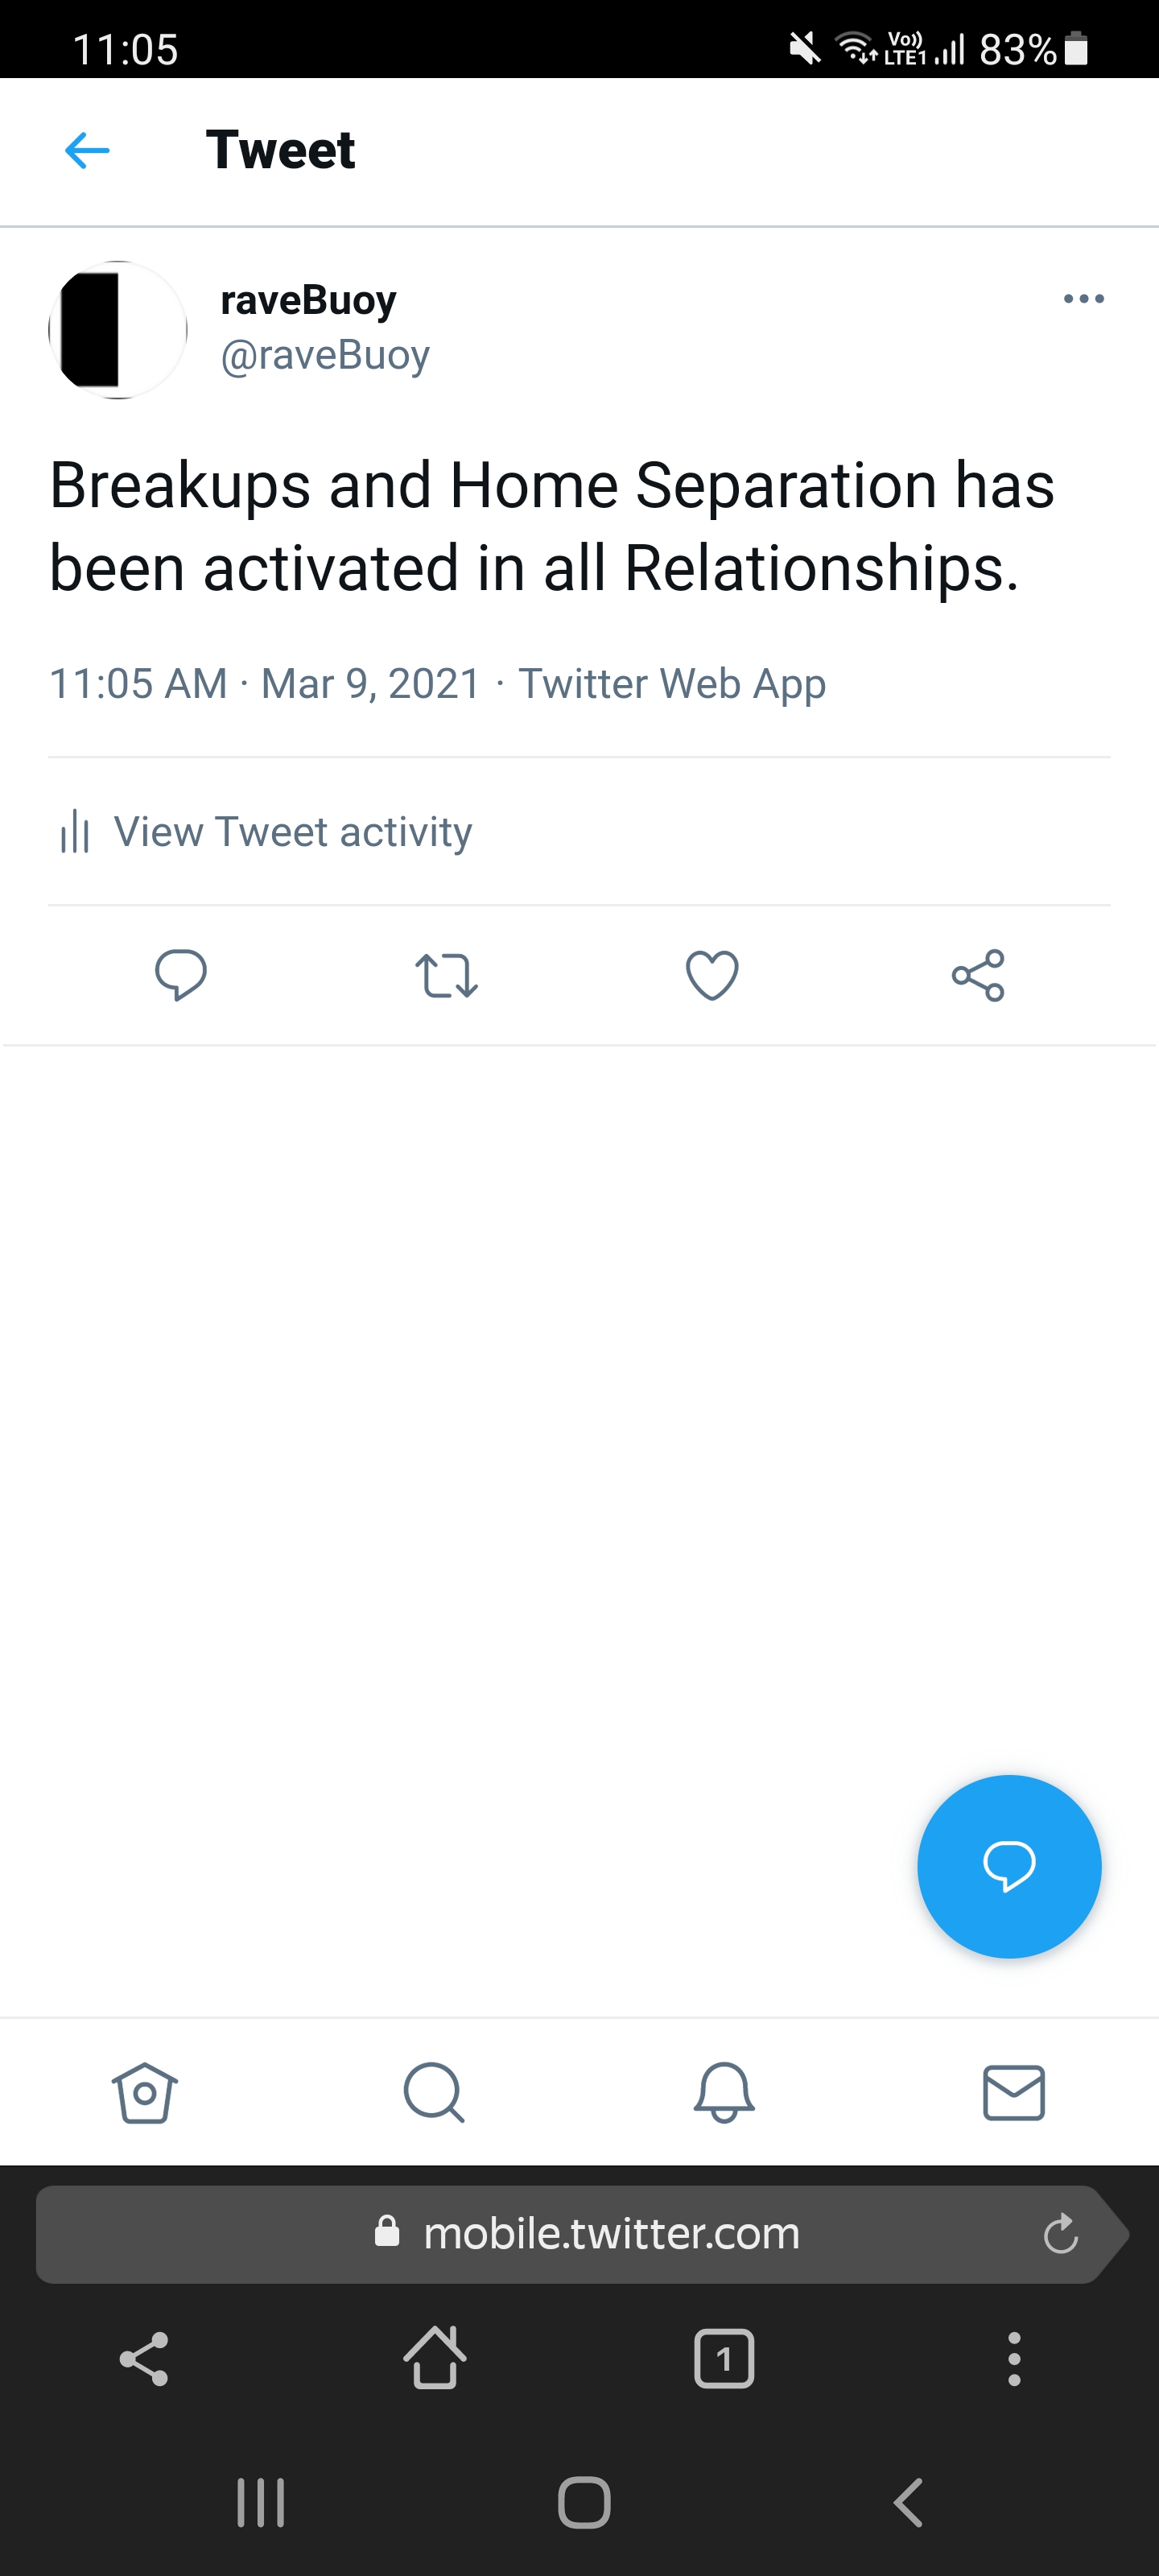 11:05
Vo)) LTE1 83%
Tweet
raveBuoy
@raveBuoy
Breakups and Home Separation has
been activated in all Relationships.
11:05 AM · Mar 9, 2021 · Twitter Web App
View Tweet activity
mobile.twitter.com
1